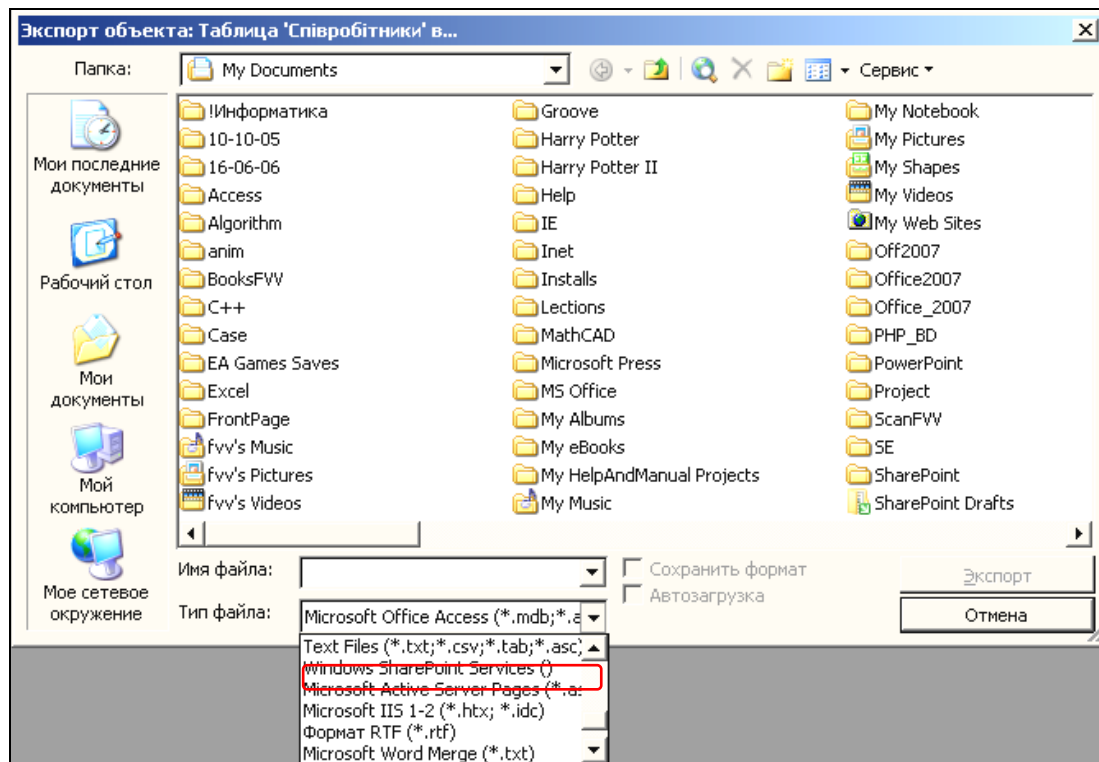 Экспорт объекта: Таблица 'Співробітники' в...
Папка:
My Documents
Сервис
Мои последние
документы
Рабочий стол
Мои
документы
Мой
компьютер
Мое сетевое
окружение
!Информатика
10-10-05
16-06-06
Access
Algorithm
anim
BooksFVV
C++
Case
EA Games Saves
Excel
FrontPage
fvv's Music
fvv's Pictures
fvv's Videos
Groove
Harry Potter
Harry Potter II
Help
IE
Inet
Installs
Lections
MathCAD
Microsoft Press
MS Office
My Albums
My eBooks
My HelpAndManual Projects
My Music
My Notebook
My Pictures
My Shapes
My Videos
My Web Sites
Off2007
Office2007
Office_2007
PHP_BD
PowerPoint
Project
ScanFVV
SE
SharePoint
SharePoint Drafts
Имя файла:
Сохранить формат
Экспорт
Автозагрузка
Тип файла:
Microsoft Office Access (*.mdb;*.a
Отмена
Text Files (*.txt;*.csv;*.tab;*.asc)
Windows SharePoint Services ()
Microsoft Active Server Pages (*.a
Microsoft IIS 1-2 (*.htx; *.idc)
Формат RTF (*.rtf)
Microsoft Word Merge (*.txt)